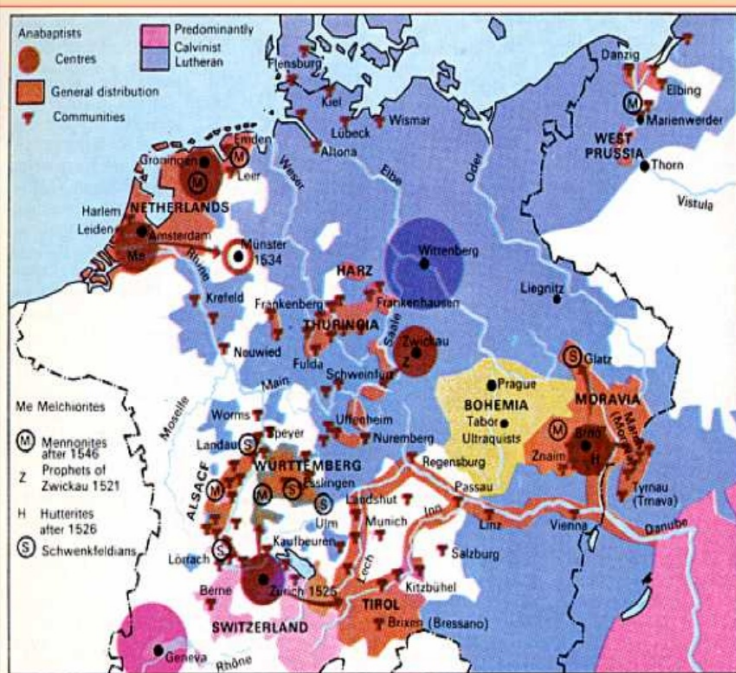 Anabaptists
Centres
General distribution
Communities
Predominantly
Calvinist
Lutheran
Flensburg
Kiel
Lübeck
Wismar
Altona
Danzig
Elbing
M
Marienwerder
WEST
PRUSSIA
Thorn
Vistula
Emden
M
Groningen
Leer
M
NETHERLANDS
Harlem
Leiden
Amsterdam
Me
Rhine
Münster
1534
Weser
Elbe
Oder
Wittenberg
HARZ
Liegnitz
Krefeld
Frankenberg
Frankenhausen
THURINGIA
Saale
Neuwied
Fulda
Zwickau
Z
S
Glatz
Schweinfurt
Main
Moselle
Prague
BOHEMIA
Tabor
Ultraquists
MORAVIA
M
Brno
H
Znaim
Tyrnau
(Trnava)
Worms
Speyer
Uffenheim
Nuremberg
Landau
S
WÜRTTEMBERG
Esslingen
M
S
M
S
ALSACE
Ulm
Regensburg
Passau
Landshut
Munich
Inn
Linz
Vienna
Danube
Kaufbeuren
Lech
Salzburg
Lörrach
S
Berne
Zürich 1525
Kitzbühel
TIROL
Brixen (Bressano)
SWITZERLAND
Geneva
Rhône
Me Melchiorites
M Mennonites
after 1546
Z Prophets of
Zwickau 1521
H Hutterites
after 1526
S Schwenkfeldians